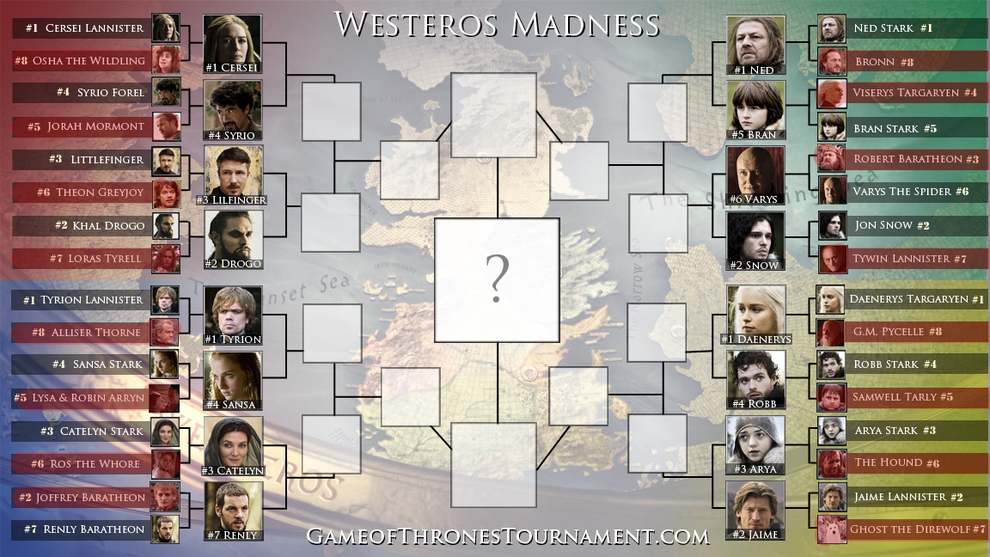 Westeros Madness
#1 Cersei Lannister
#8 Osha the Wildling
#4 Syrio Forel
#5 Jorah Mormont
#3 Littlefinger
#6 Theon Greyjoy
#2 Khal Drogo
#7 Loras Tyrell
#1 Tyrion Lannister
#8 Alliser Thorne
#4 Sansa Stark
#5 Lysa & Robin Arryn
#3 Catelyn Stark
#6 Ros the Whore
#2 Joffrey Baratheon
#7 Renly Baratheon
#1 Cersei
#4 Syrio
#3 Lilfinger
#2 Drogo
#1 Tyrion
#4 Sansa
#3 Catelyn
#7 Renly
?
#1 Ned
#5 Bran
#6 Varys
#2 Snow
#1 Daenerys
#4 Robb
#3 Arya
#2 Jaime
Ned Stark #1
Bronn #8
Viserys Targaryen #4
Bran Stark #5
Robert Baratheon #3
Varys the Spider #6
Jon Snow #2
Tywin Lannister #7
Daenerys Targaryen #1
G.M. Pycelle #8
Robb Stark #4
Samwell Tarly #5
Arya Stark #3
The Hound #6
Jaime Lannister #2
Ghost the Direwolf #7
GameofThronesTournament.com